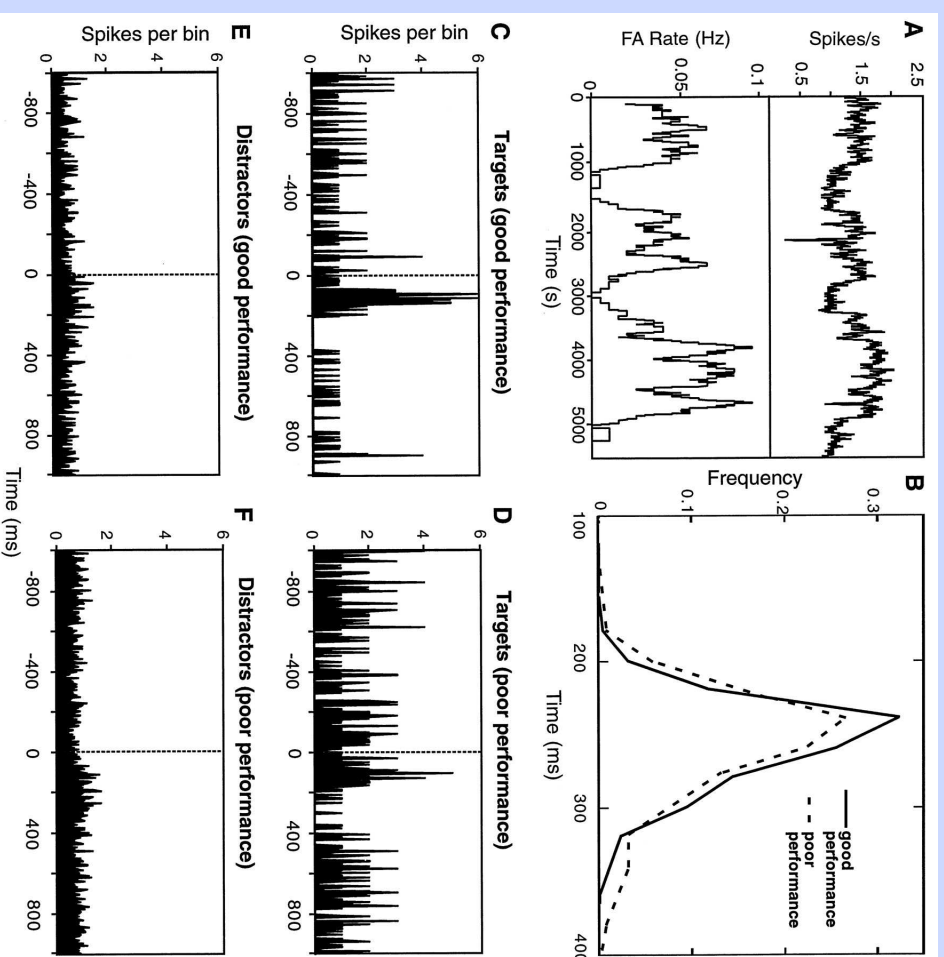 A
Spikes/s
0.5
1.5
2.5
FA Rate (Hz)
0
0.05
0.1
0
1000
2000
3000
4000
5000
Time (s)
B
Frequency
0
0.1
0.2
0.3
100
200
300
400
Time (ms)
good
performance
poor
performance
C
Targets (good performance)
Spikes per bin
0
2
4
6
-800
-400
0
400
800
D
Targets (poor performance)
0
2
4
6
-800
-400
0
400
800
E
Distractors (good performance)
Spikes per bin
0
2
4
6
-800
-400
0
400
800
F
Distractors (poor performance)
0
2
4
6
-800
-400
0
400
800
Time (ms)